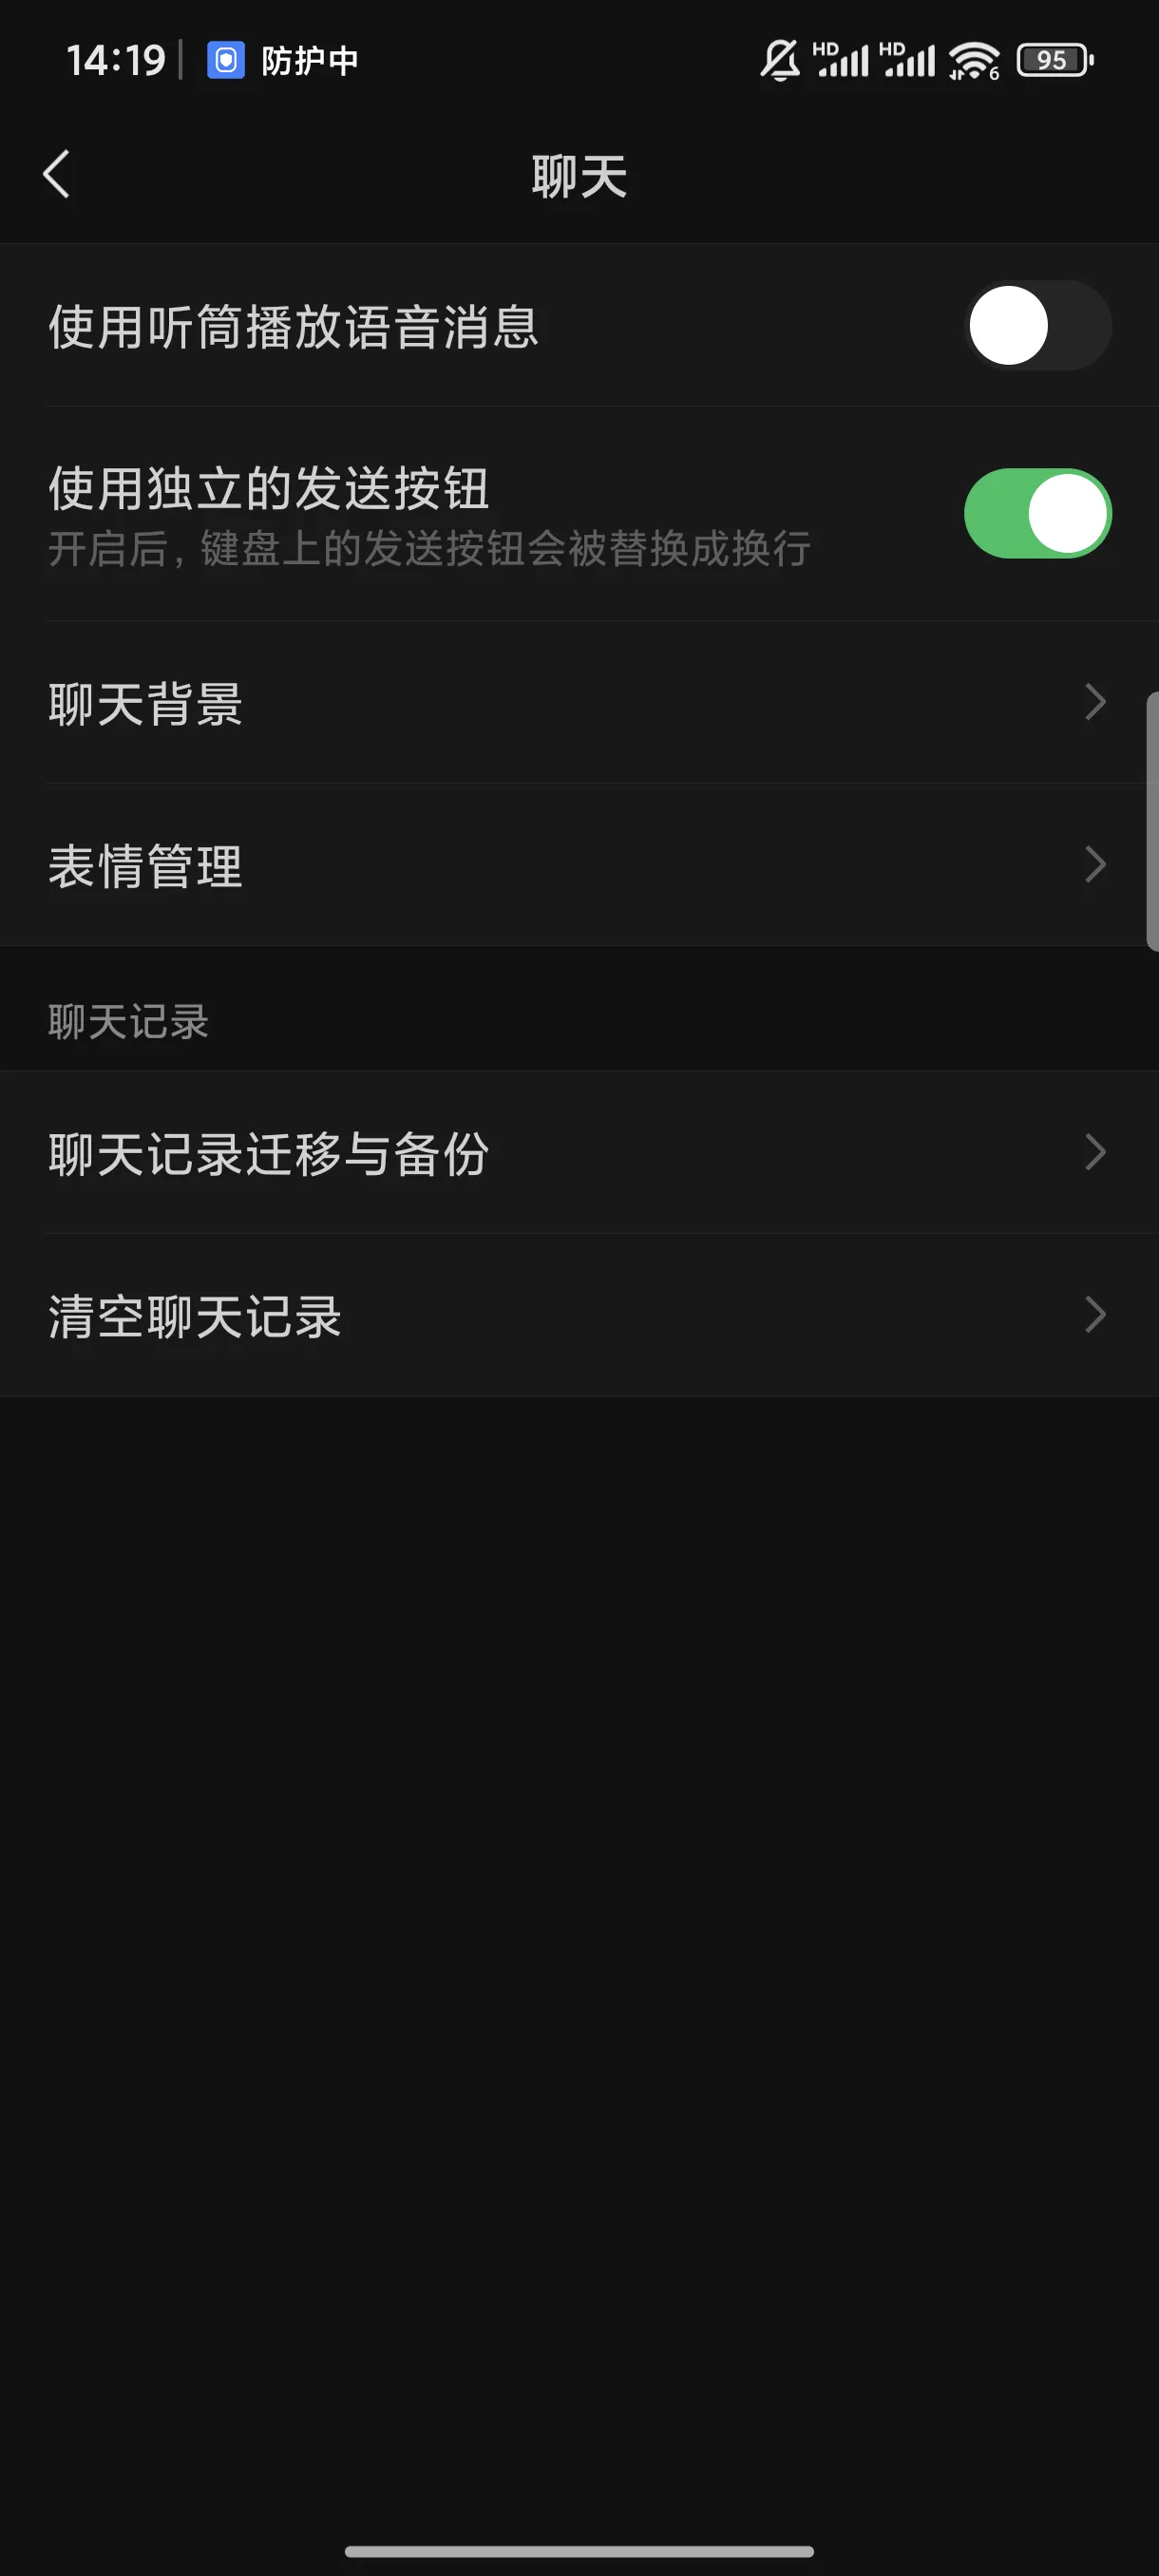 14:19 防护中 HD HD 6 95
聊天
使用听筒播放语音消息
使用独立的发送按钮
开启后，键盘上的发送按钮会被替换成换行
聊天背景
表情管理
聊天记录
聊天记录迁移与备份
清空聊天记录